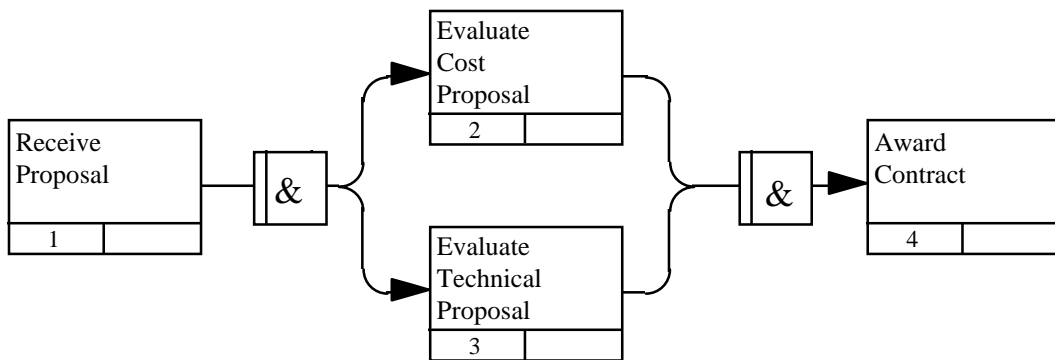 Receive
Proposal
1
&
Evaluate
Cost
Proposal
2
Evaluate
Technical
Proposal
3
&
Award
Contract
4